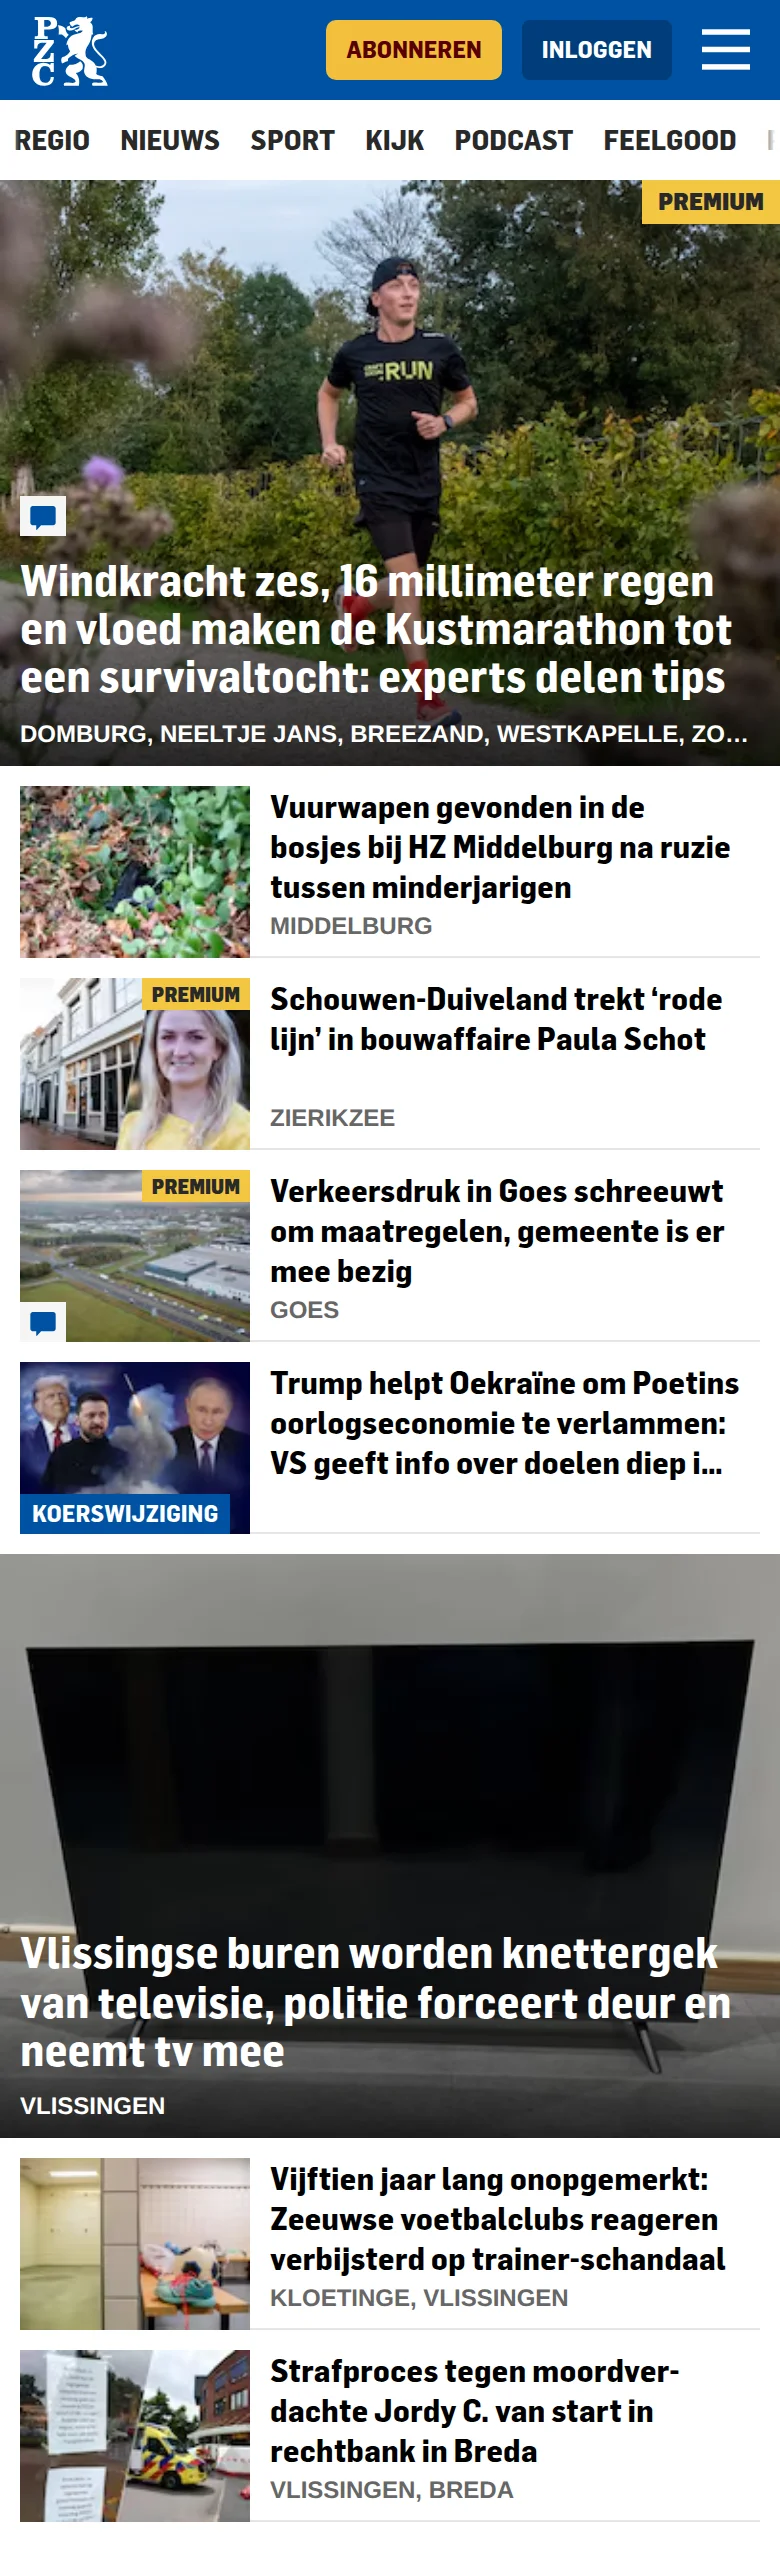 PZC
ABONNEREN
INLOGGEN
REGIO NIEUWS SPORT KIJK PODCAST FEELGOOD
PREMIUM
RUN
Windkracht zes, 16 millimeter regen
en vloed maken de Kustmarathon tot
een survivaltocht: experts delen tips
DOMBURG, NEELTJE JANS, BREEZAND, WESTKAPELLE, ZO…
Vuurwapen gevonden in de
bosjes bij HZ Middelburg na ruzie
tussen minderjarigen
MIDDELBURG
PREMIUM
Schouwen-Duiveland trekt ‘rode
lijn’ in bouwaffaire Paula Schot
ZIERIKZEE
PREMIUM
Verkeersdruk in Goes schreeuwt
om maatregelen, gemeente is er
mee bezig
GOES
KOERSWIJZIGING
Trump helpt Oekraïne om Poetins
oorlogseconomie te verlammen:
VS geeft info over doelen diep i…
Vlissingse buren worden knettergek
van televisie, politie forceert deur en
neemt tv mee
VLISSINGEN
Vijftien jaar lang onopgemerkt:
Zeeuwse voetbalclubs reageren
verbijsterd op trainer-schandaal
KLOETINGE, VLISSINGEN
Strafproces tegen moordver-
dachte Jordy C. van start in
rechtbank in Breda
VLISSINGEN, BREDA